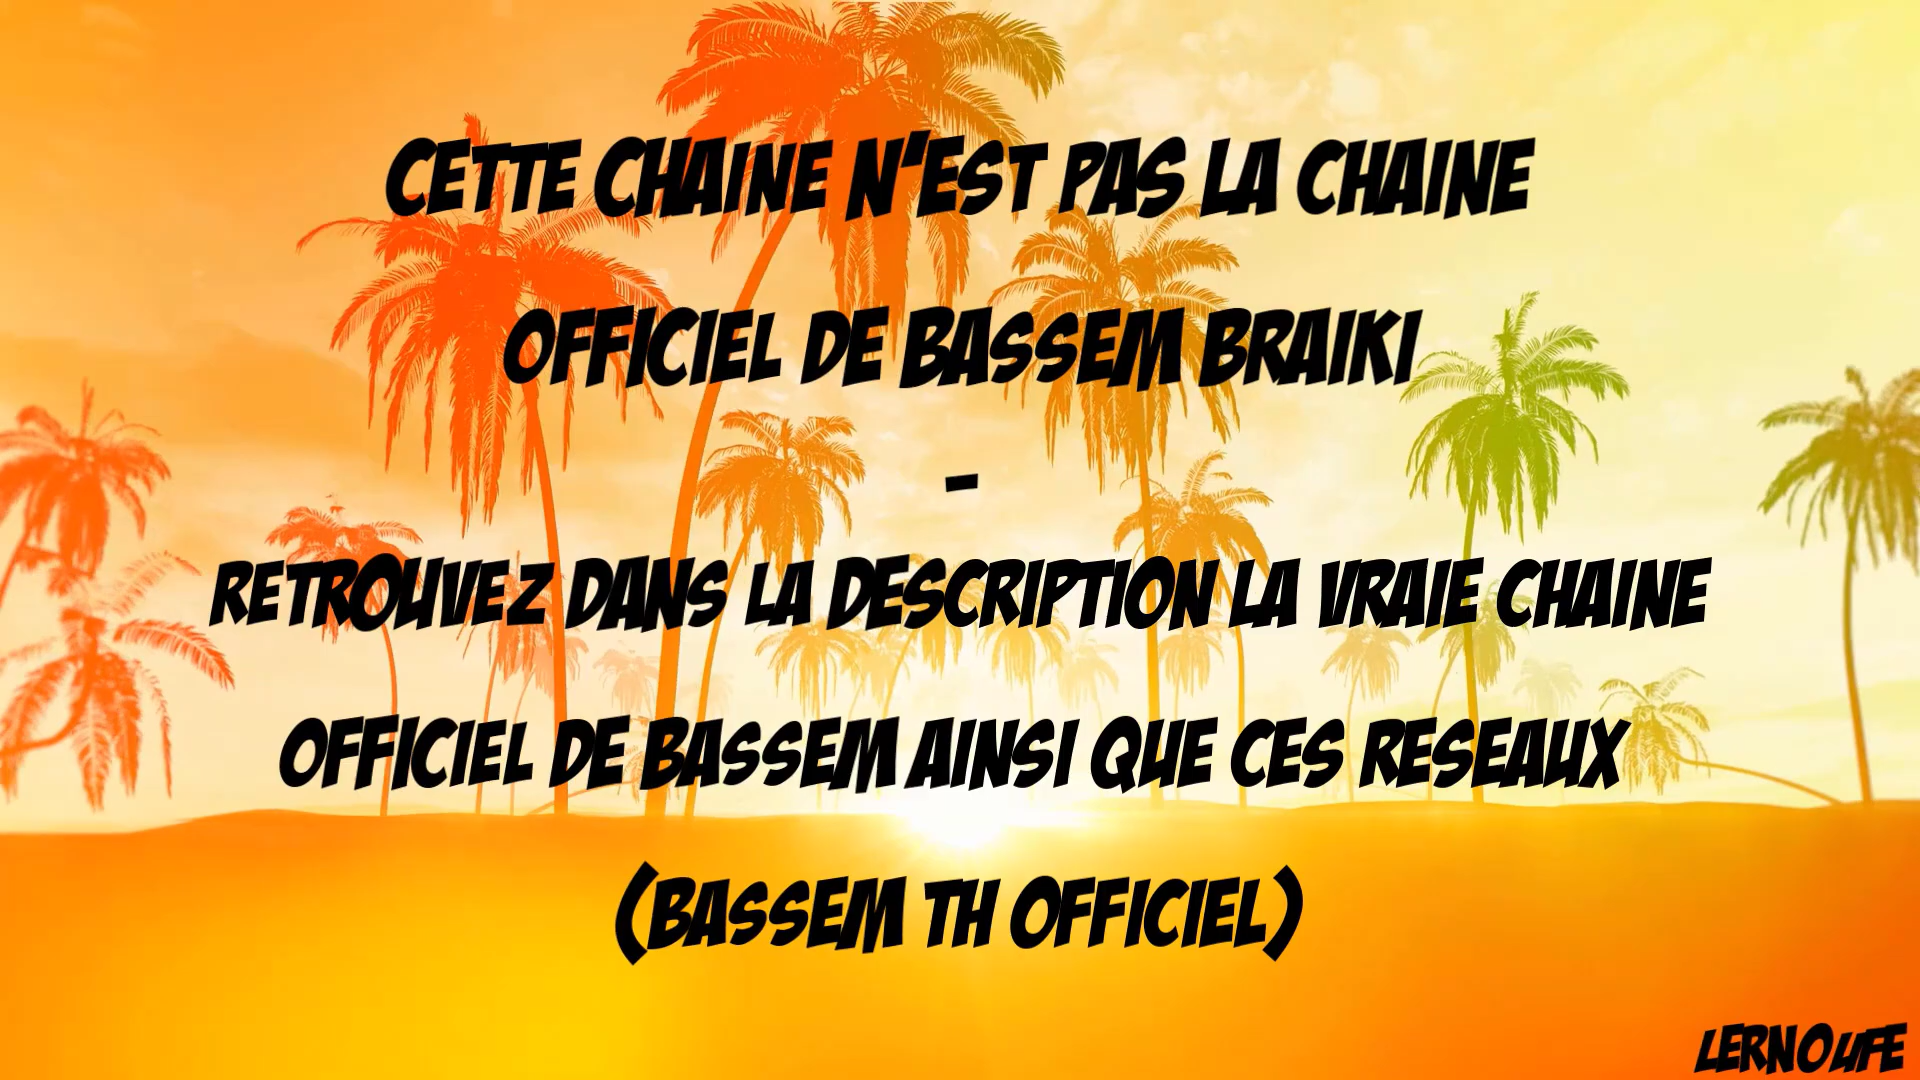 CETTE CHAINE N'EST PAS LA CHAINE
OFFICIEL DE BASSEM BRAIKI
-
RETROUVEZ DANS LA DESCRIPTION LA VRAIE CHAINE
OFFICIEL DE BASSEM AINSI QUE CES RESEAUX
(BASSEM TH OFFICIEL)
LERNOUFE